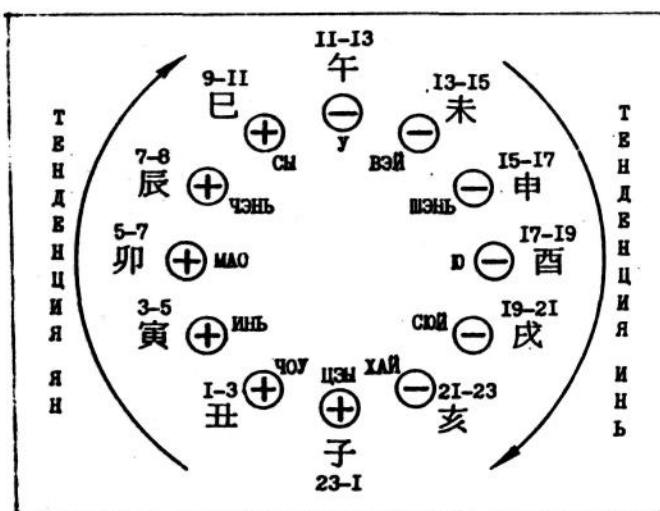 ТЕНДЕНЦИЯ ЯН
11-13
午
У
13-15
未
ВЭЙ
15-17
申
ШЭНЬ
17-19
酉
Ю
19-21
戌
СЮЙ
21-23
亥
ХАЙ
ЦЗЫ
子
23-1
ЧОУ
1-3
丑
ИНЬ
3-5
寅
МАО
5-7
卯
ЧЭНЬ
7-8
辰
СЫ
9-11
巳
ТЕНДЕНЦИЯ ИНЬ